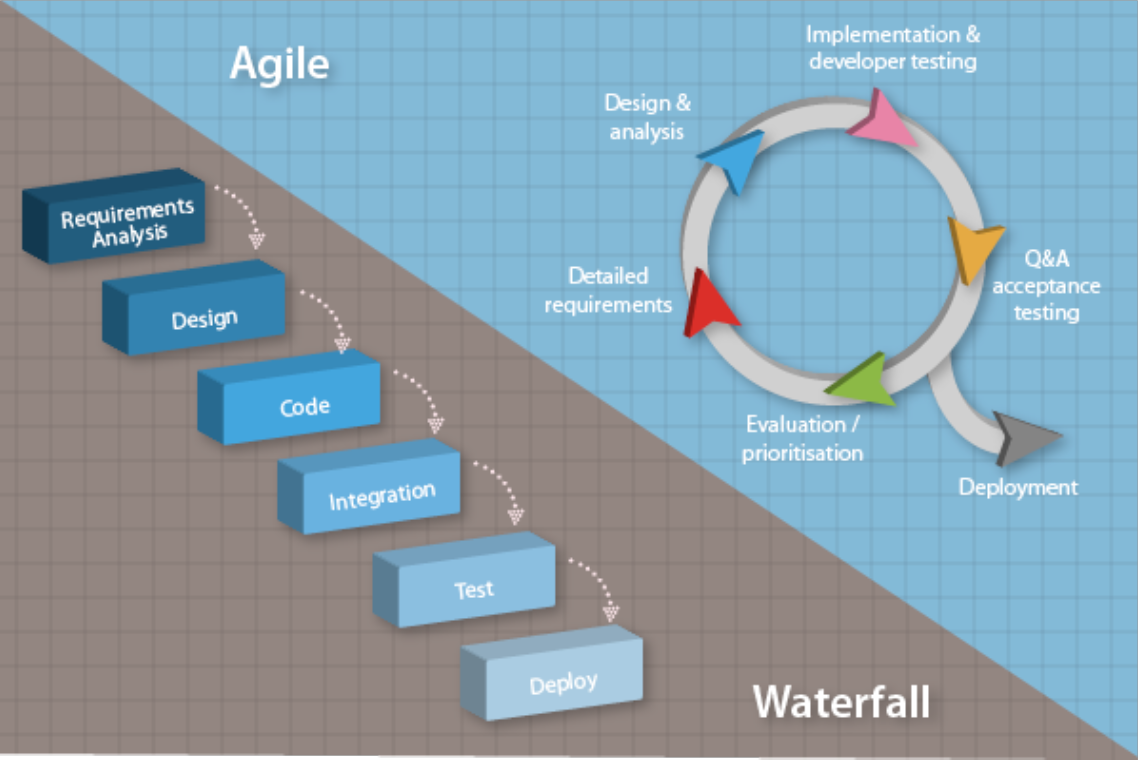 Agile
Implementation &
developer testing
Design &
analysis
Q&A
acceptance
testing
Detailed
requirements
Evaluation /
prioritisation
Deployment
Requirements
Analysis
Design
Code
Integration
Test
Deploy
Waterfall